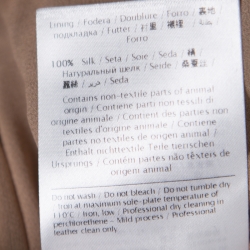 Lining / Fodera / Doublure / Forro /
подкладка / Futter / Forro / 裏地
/ 衬里 / 襯裡 /
100% Silk / Seta / Soie / Seda /
Натуральный шелк / Seide /
/ Seda
Contains non-textile parts of animal
origin / Contiene parti non tessili di
origine animale / Contient des parties non
textiles d'origine animale / Contiene
partes no textiles de origen animal
/ Enthält nichttextile Teile tierischen
Ursprungs / Contém partes não têxteis de
origem animal
Do not wash / Do not bleach / Do not tumble dry
/ Iron at maximum sole-plate temperature of
110°C / Iron, low / Professional dry cleaning in
perchlorethene - Mild process / Professional
leather clean only